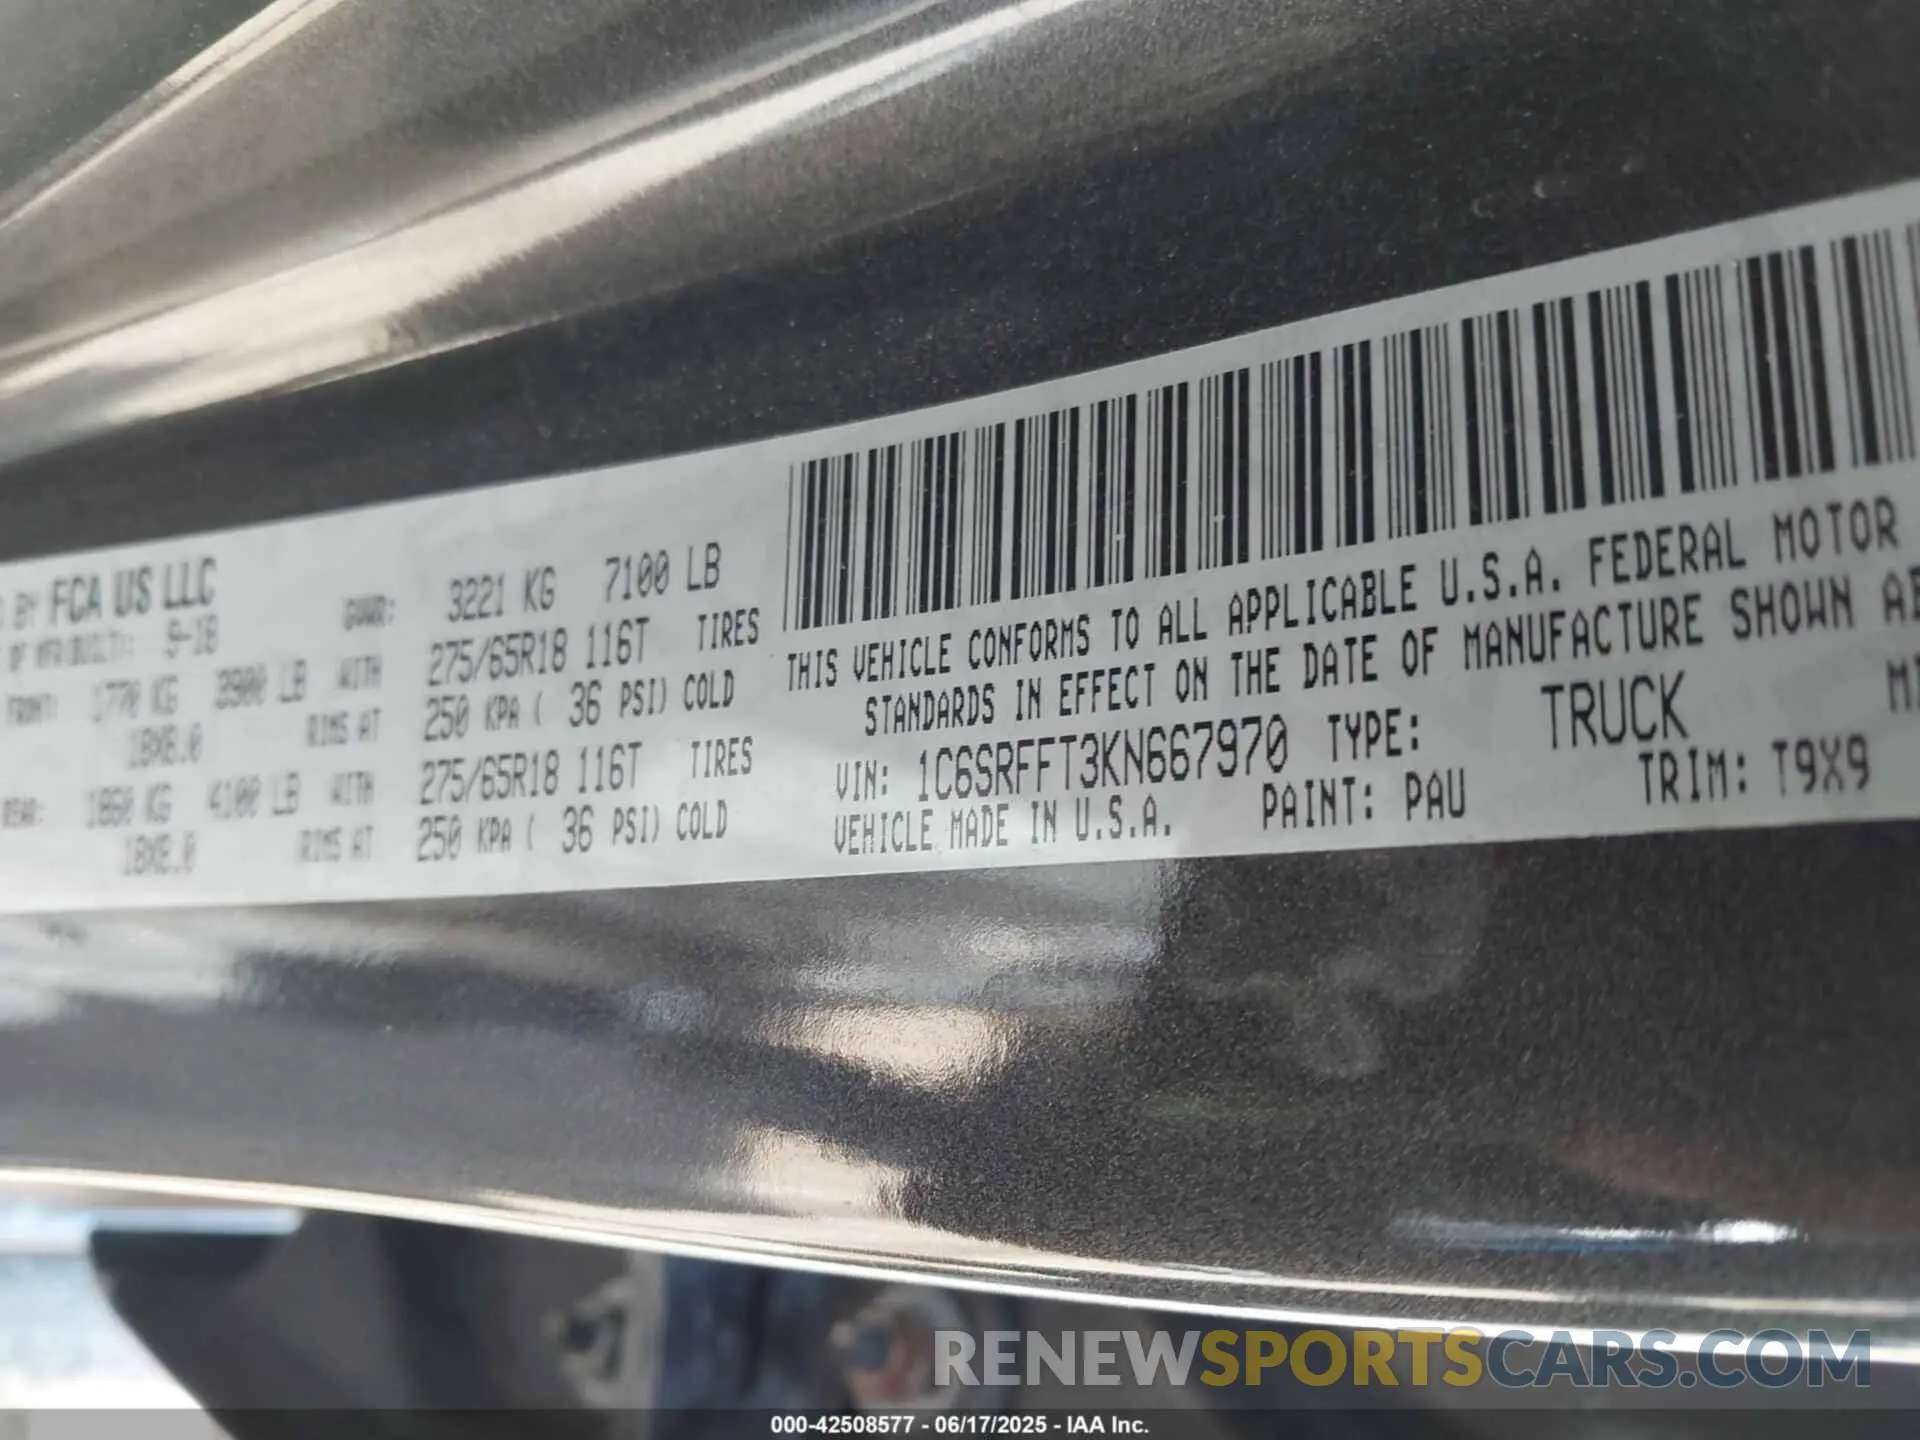 D BY FCA US LLC GVWR: 3221 KG 7100 LB
9-18
FRONT: 1770 KG 3900 LB WITH 275/65R18 116T TIRES
18X8.0 RIMS AT 250 KPA ( 36 PSI) COLD
REAR: 1860 KG 4100 LB WITH 275/65R18 116T TIRES
18X8.0 RIMS AT 250 KPA ( 36 PSI) COLD
THIS VEHICLE CONFORMS TO ALL APPLICABLE U.S.A. FEDERAL MOTOR
STANDARDS IN EFFECT ON THE DATE OF MANUFACTURE SHOWN AB
VIN: 1C6SRFFT3KN667970 TYPE: TRUCK
VEHICLE MADE IN U.S.A. PAINT: PAU TRIM: T9X9
RENEWSPORTSCARS.COM
000-42508577 - 06/17/2025 - IAA Inc.